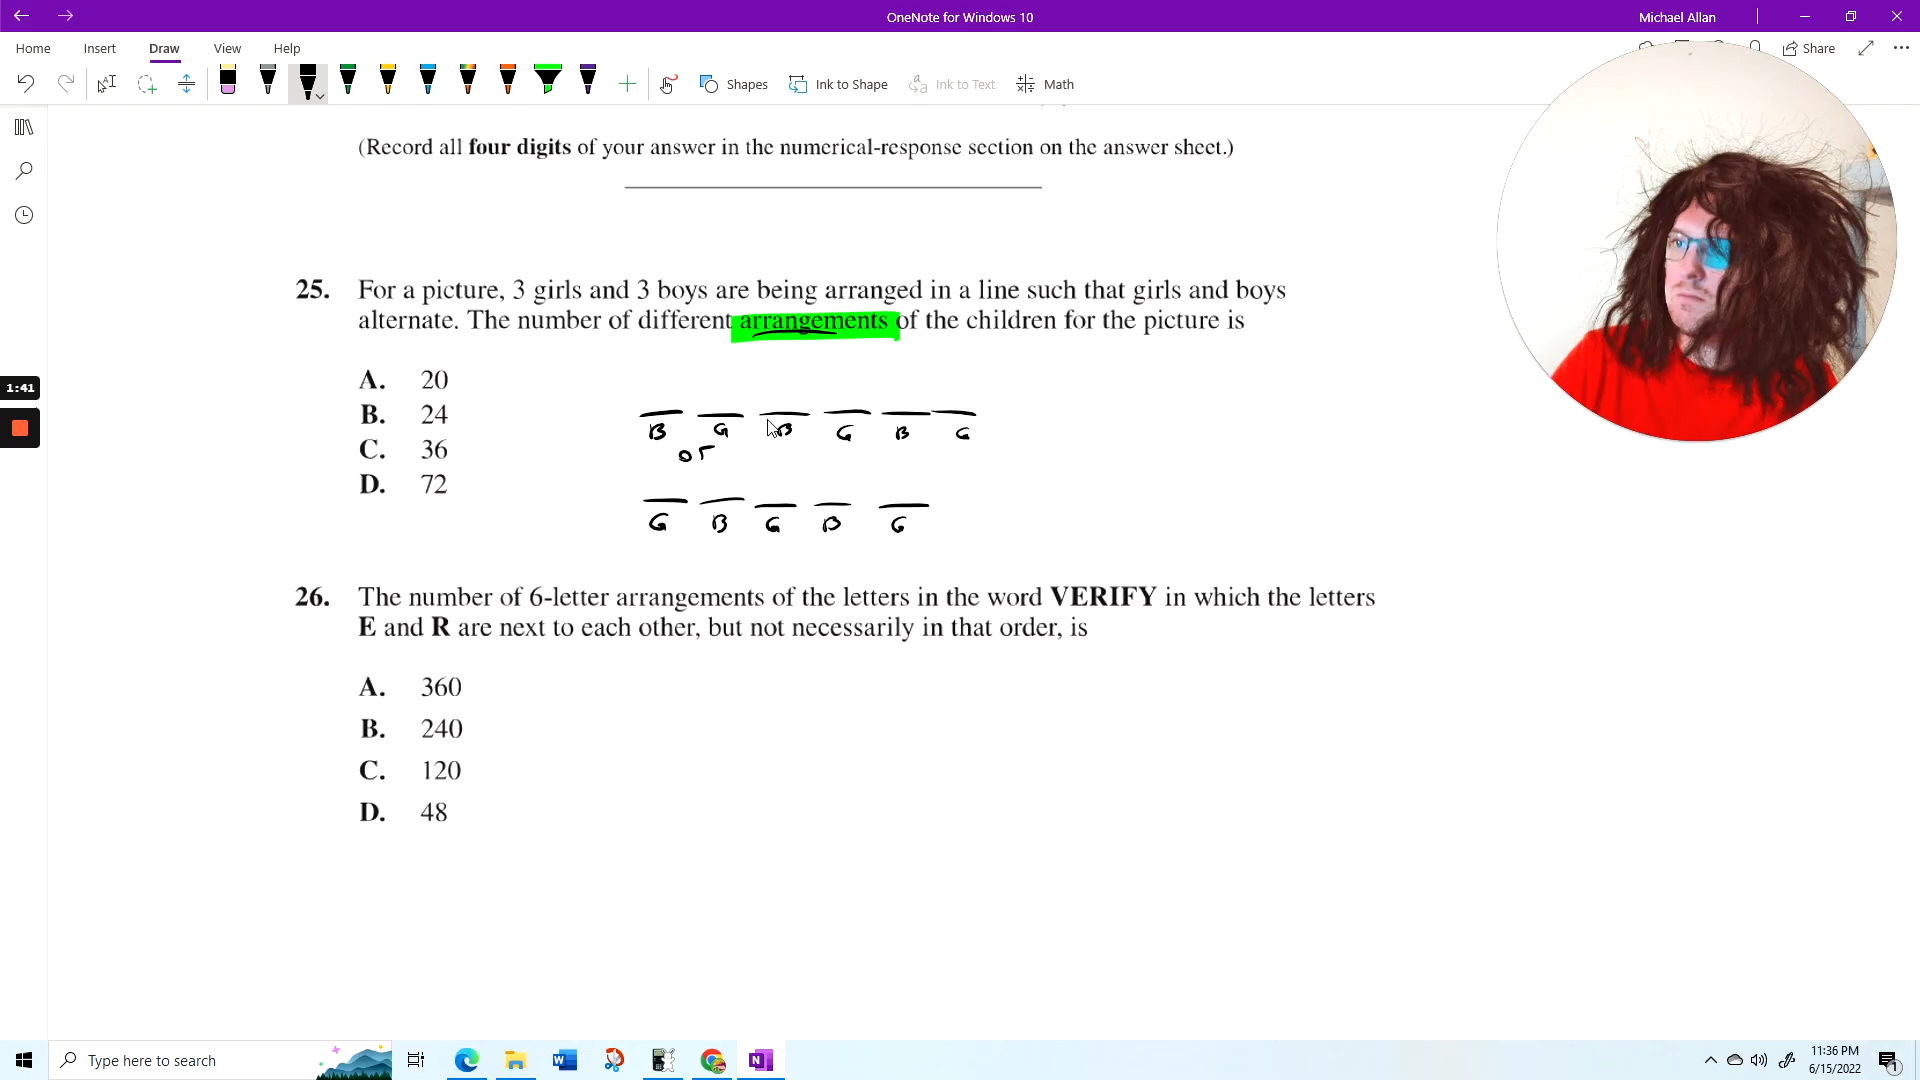 OneNote for Windows 10
Michael Allan
Home Insert Draw View Help
Share
Shapes Ink to Shape Ink to Text Math
(Record all four digits of your answer in the numerical-response section on the answer sheet.)
25. For a picture, 3 girls and 3 boys are being arranged in a line such that girls and boys
alternate. The number of different arrangements of the children for the picture is
A. 20
B. 24
C. 36
D. 72
1:41
B G B G B G
or
G B G B G
26. The number of 6-letter arrangements of the letters in the word VERIFY in which the letters
E and R are next to each other, but not necessarily in that order, is
A. 360
B. 240
C. 120
D. 48
Type here to search
11:36 PM
6/15/2022
1